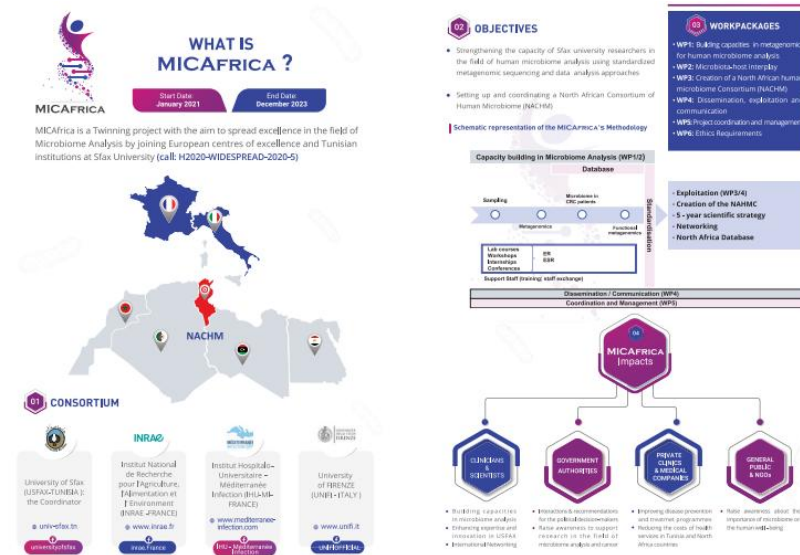 WHAT IS
MICAFRICA ?
MICAFRICA
Start Date:
January 2021
End Date:
December 2023
MICAfrica is a Twinning project with the aim to spread excellence in the field of
Microbiome Analysis by joining European centres of excellence and Tunisian
institutions at Sfax University (call: H2020-WIDESPREAD-2020-5)
NACHM
01 CONSORTIUM
University of Sfax
(USFAX-TUNISIA ):
the Coordinator
univ-sfax.tn
universityofsfax
INRAE
Institut National
de Recherche
pour l'Agriculture,
l'Alimentation et
l' Environment
(INRAE -FRANCE)
www.inrae.fr
inrae.france
MÉDITERRANÉE
INFECTION
Institut Hospitalo-
Universitaire -
Méditerranée
Infection (IHU-MI-
FRANCE)
www.mediterranee-
infection.com
IHU - Méditerranée
Infection
UNIVERSITÀ
DEGLI STUDI
FIRENZE
University
of FIRENZE
(UNIFI -ITALY )
www.unifi.it
UNIFIOFFICIAL
02 OBJECTIVES
Strengthening the capacity of Sfax university researchers in
the field of human microbiome analysis using standardized
metagenomic sequencing and data analysis approaches
Setting up and coordinating a North African Consortium of
Human Microbiome (NACHM)
Schematic representation of the MICAFRICA's Methodology
Capacity building in Microbiome Analysis (WP1/2)
Database
Sampling
Microbiome in
CRC patients
Metagenomics
Functional
metagenomics
Standardisation
Lab courses
Workshops
Internships
Conferences
ER
ESR
Support Staff (training; staff exchange)
Dissemination / Communication (WP4)
Coordination and Management (WP5)
03 WORKPACKAGES
• WP1: Building capacities in metagenomic
for human microbiome analysis
• WP2: Microbiota-host interplay
• WP3: Creation of a North African human
microbiome Consortium (NACHM)
• WP4: Dissemination, exploitation and
communication
• WP5: Project coordination and management
• WP6: Ethics Requirements
- Exploitation (WP3/4)
- Creation of the NAHMC
- 5 - year scientific strategy
- Networking
- North Africa Database
04
MICAFRICA
Impacts
CLINICIANS
&
SCIENTISTS
Building capacities
in microbiome analysis
Enhancing expertise and
innovation in USFAX
International Networking
GOVERNMENT
AUTHORITIES
Interactions & recommendations
for the political decision-makers
Raise awareness to support
research in the field of
microbiome analysis and cancer
PRIVATE
CLINICS
& MEDICAL
COMPANIES
Improving disease prevention
and treatment programmes
Reducing the costs of health
services in Tunisia and North
Africa countries
GENERAL
PUBLIC
& NGOs
Raise awareness about the
importance of microbiome on
the human well-being